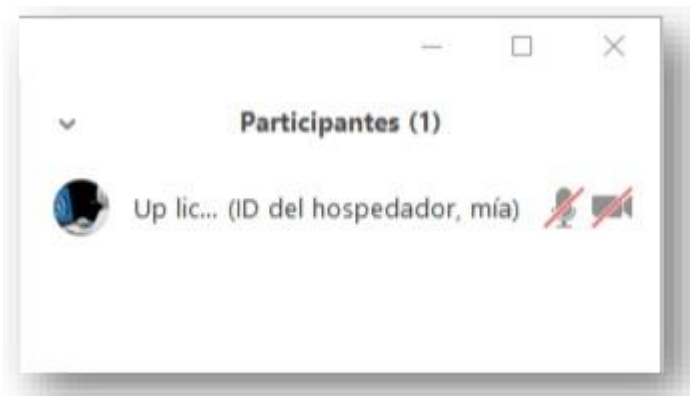 Participantes (1)
Up lic... (ID del hospedador, mía)